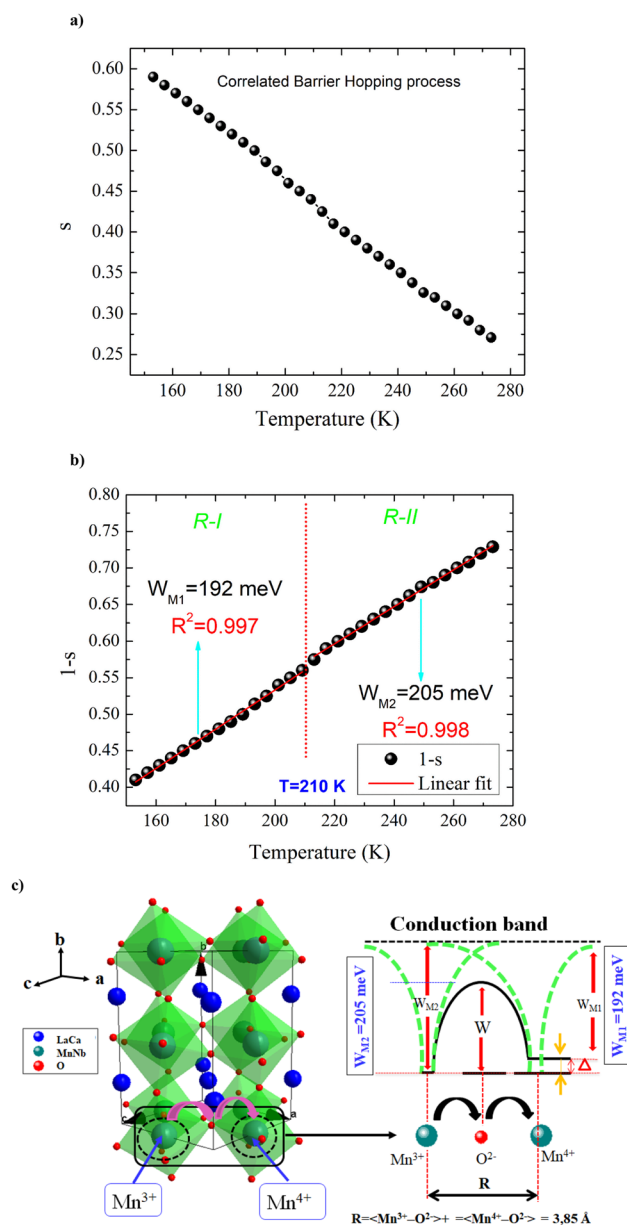 a)
Correlated Barrier Hopping process
0.60
0.55
0.50
0.45
0.40
0.35
0.30
0.25
s
160 180 200 220 240 260 280
Temperature (K)
b)
0.80
0.75
0.70
0.65
0.60
0.55
0.50
0.45
0.40
1-s
R-I
R-II
W_M1=192 meV
R²=0.997
W_M2=205 meV
R²=0.998
1-s
Linear fit
T=210 K
160 180 200 220 240 260 280
Temperature (K)
c)
b
c
a
LaCa
MnNb
O
b
a
Mn³⁺
Mn⁴⁺
Conduction band
W_M2=205 meV
W_M2
W
W_M1
W_M1=192 meV
Δ
Mn³⁺
O²⁻
Mn⁴⁺
R
R=<Mn³⁺–O²⁻>+ =<Mn⁴⁺–O²⁻> = 3,85 Å